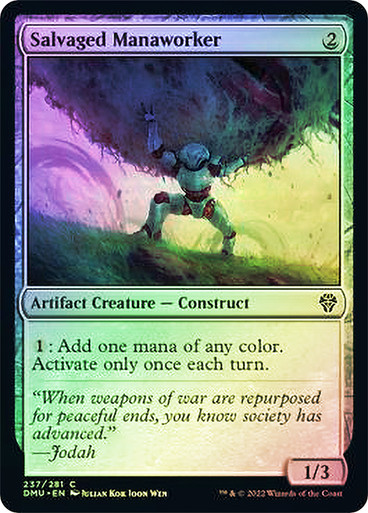 Salvaged Manaworker 2
Artifact Creature — Construct
1: Add one mana of any color.
Activate only once each turn.
“When weapons of war are repurposed
for peaceful ends, you know society has
advanced.”
—Jodah
1/3
237/281 C
DMU • EN Julian Kok Joon Wen
™ & © 2022 Wizards of the Coast